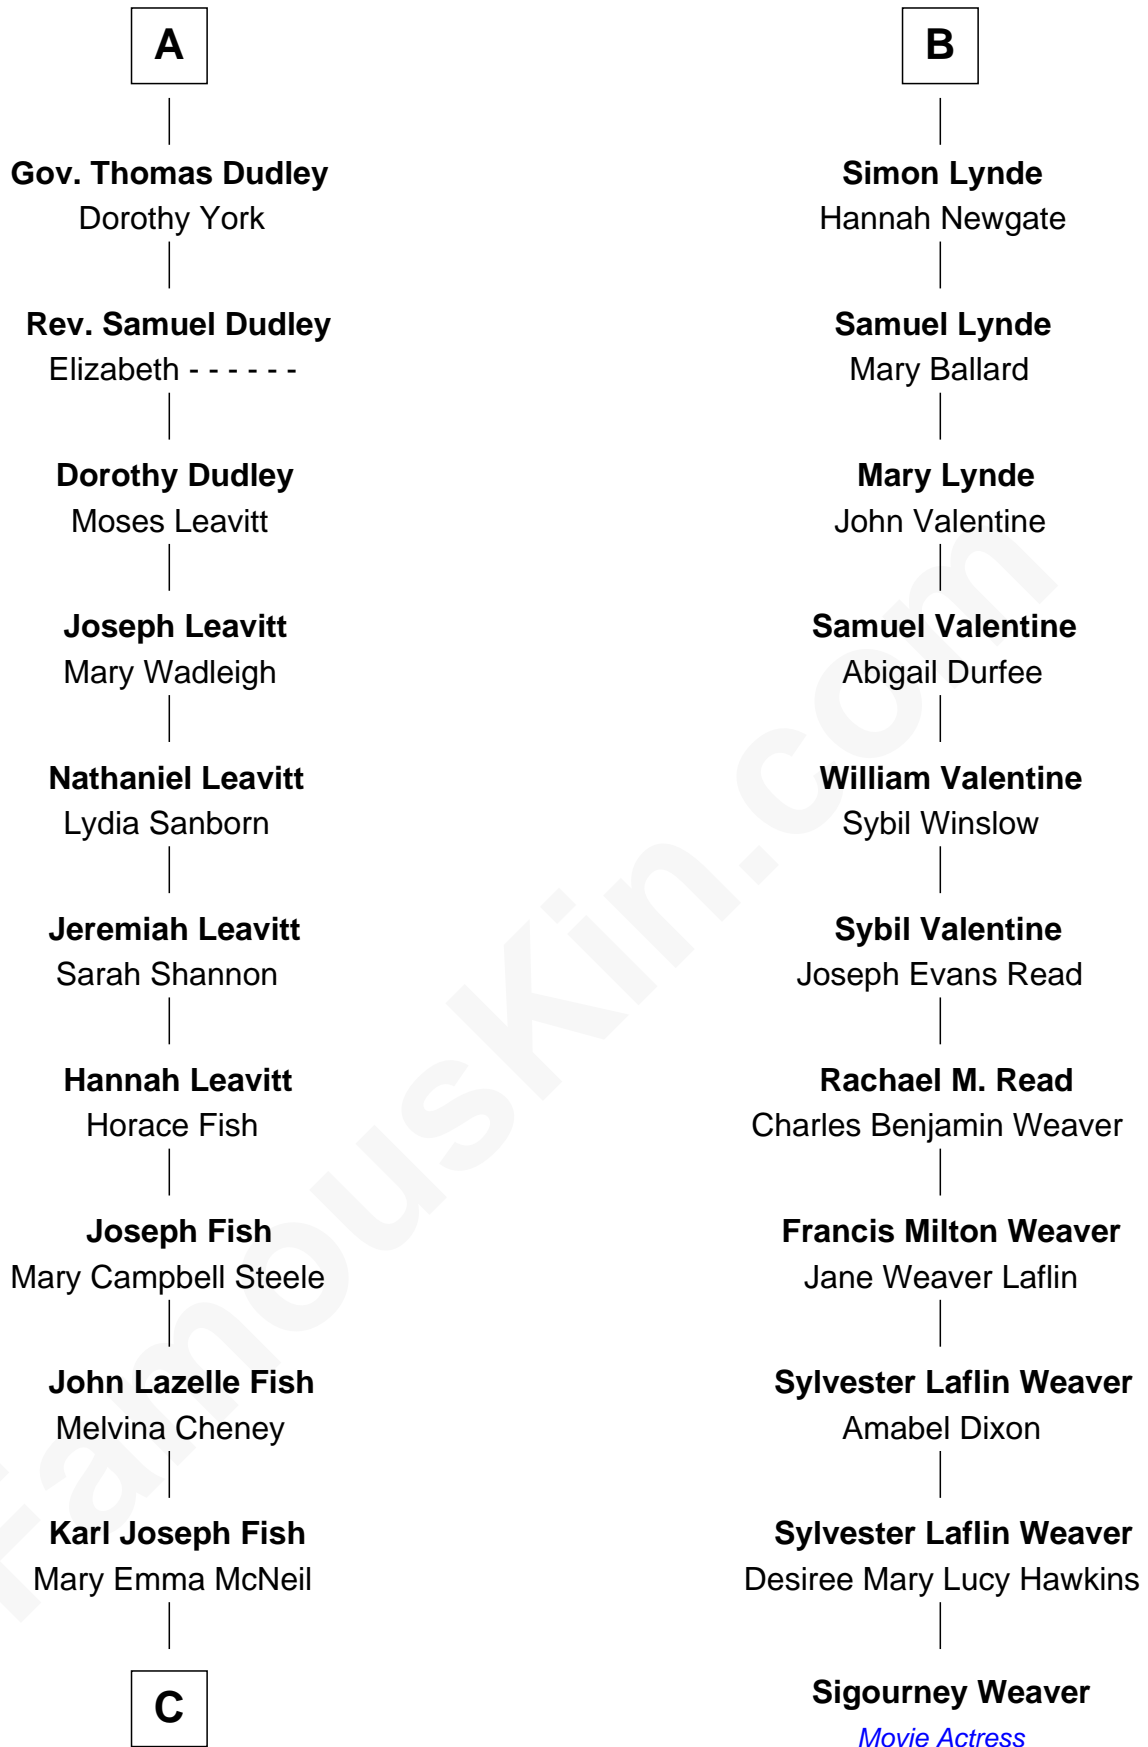 A
Gov. Thomas Dudley
Dorothy York
Rev. Samuel Dudley
Elizabeth - - - - - -
Dorothy Dudley
Moses Leavitt
Joseph Leavitt
Mary Wadleigh
Nathaniel Leavitt
Lydia Sanborn
Jeremiah Leavitt
Sarah Shannon
Hannah Leavitt
Horace Fish
Joseph Fish
Mary Campbell Steele
John Lazelle Fish
Melvina Cheney
Karl Joseph Fish
Mary Emma McNeil
C
B
Simon Lynde
Hannah Newgate
Samuel Lynde
Mary Ballard
Mary Lynde
John Valentine
Samuel Valentine
Abigail Durfee
William Valentine
Sybil Winslow
Sybil Valentine
Joseph Evans Read
Rachael M. Read
Charles Benjamin Weaver
Francis Milton Weaver
Jane Weaver Laflin
Sylvester Laflin Weaver
Amabel Dixon
Sylvester Laflin Weaver
Desiree Mary Lucy Hawkins
Sigourney Weaver
Movie Actress
FamousKin.com